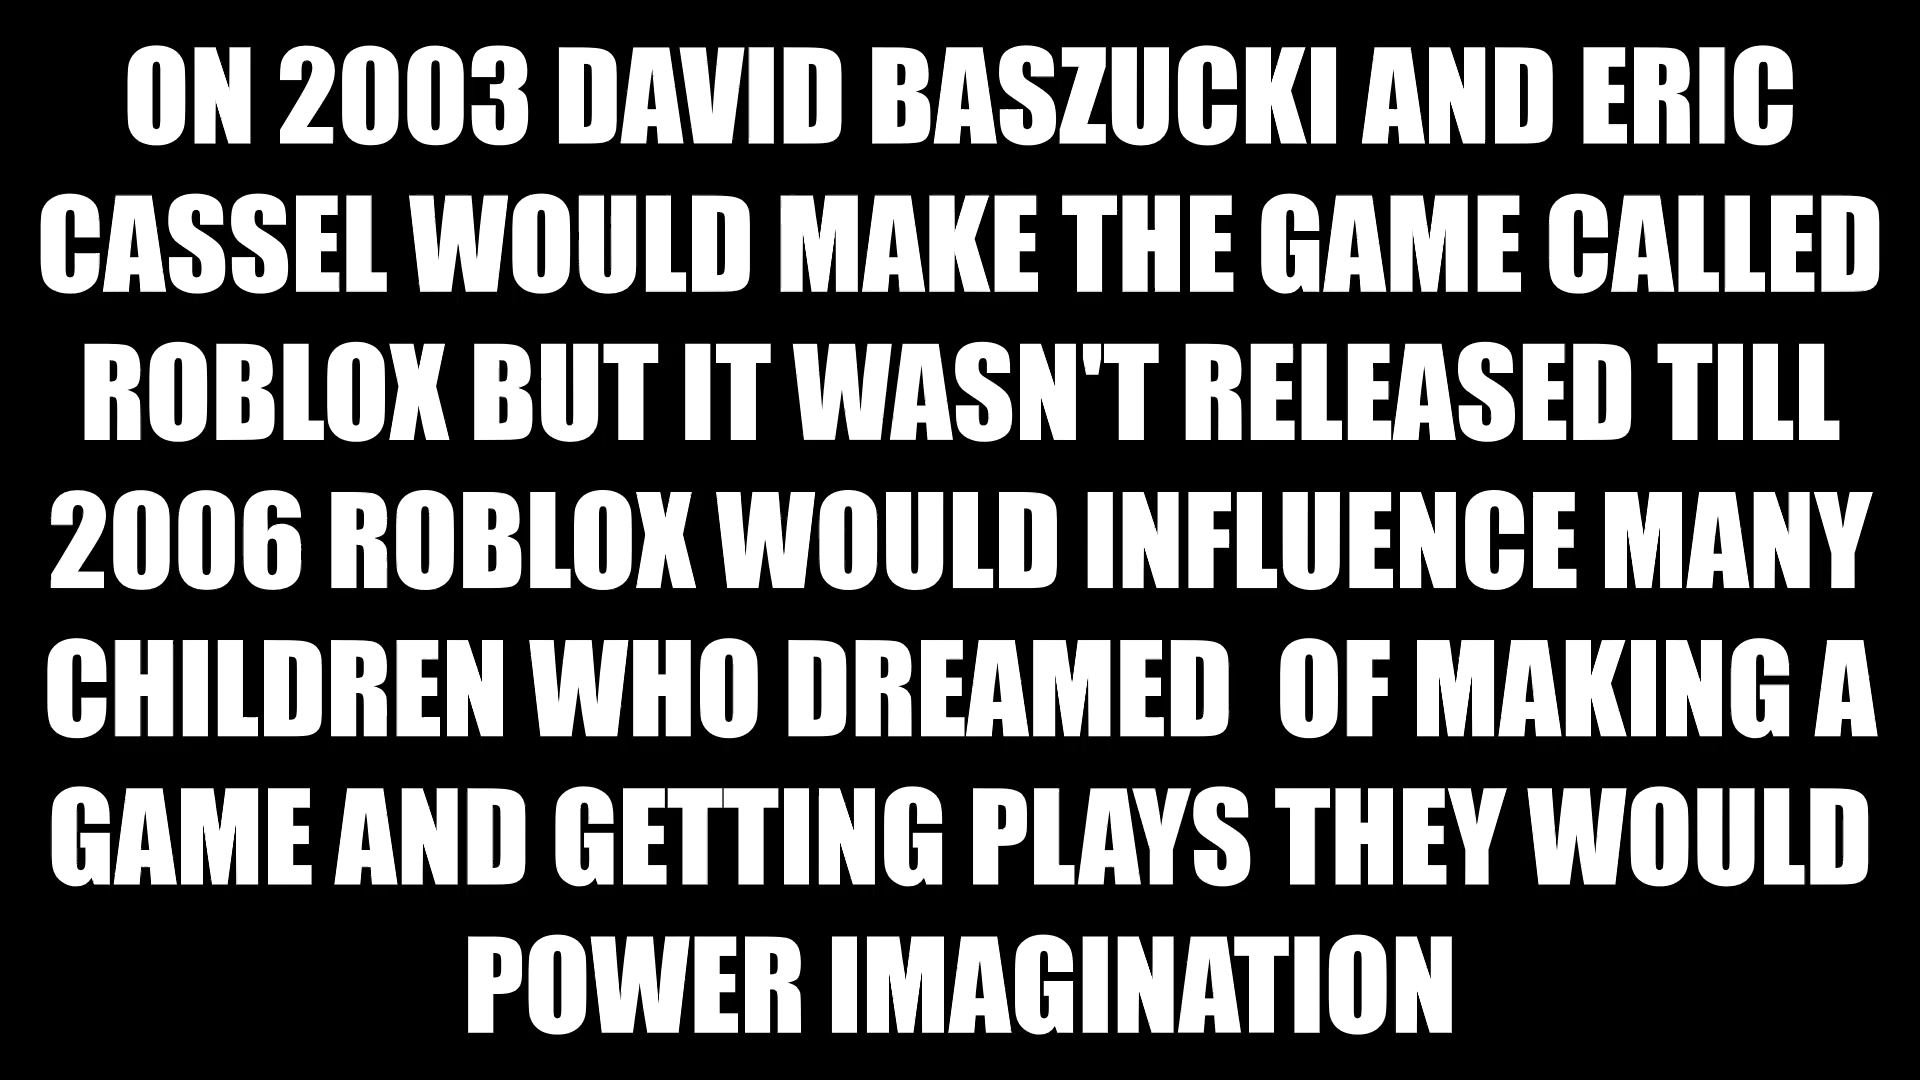 ON 2003 DAVID BASZUCKI AND ERIC
CASSEL WOULD MAKE THE GAME CALLED
ROBLOX BUT IT WASN'T RELEASED TILL
2006 ROBLOX WOULD INFLUENCE MANY
CHILDREN WHO DREAMED  OF MAKING A
GAME AND GETTING PLAYS THEY WOULD
POWER IMAGINATION